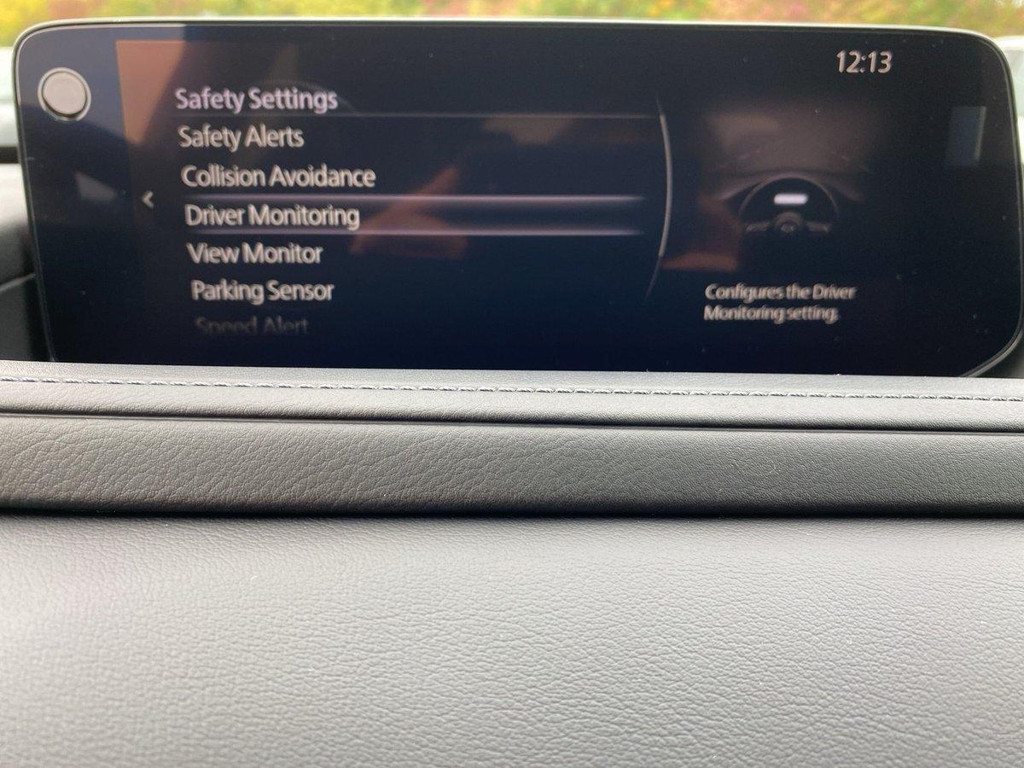 12:13
Safety Settings
Safety Alerts
Collision Avoidance
Driver Monitoring
View Monitor
Parking Sensor
Speed Alert
Configures the Driver
Monitoring setting.